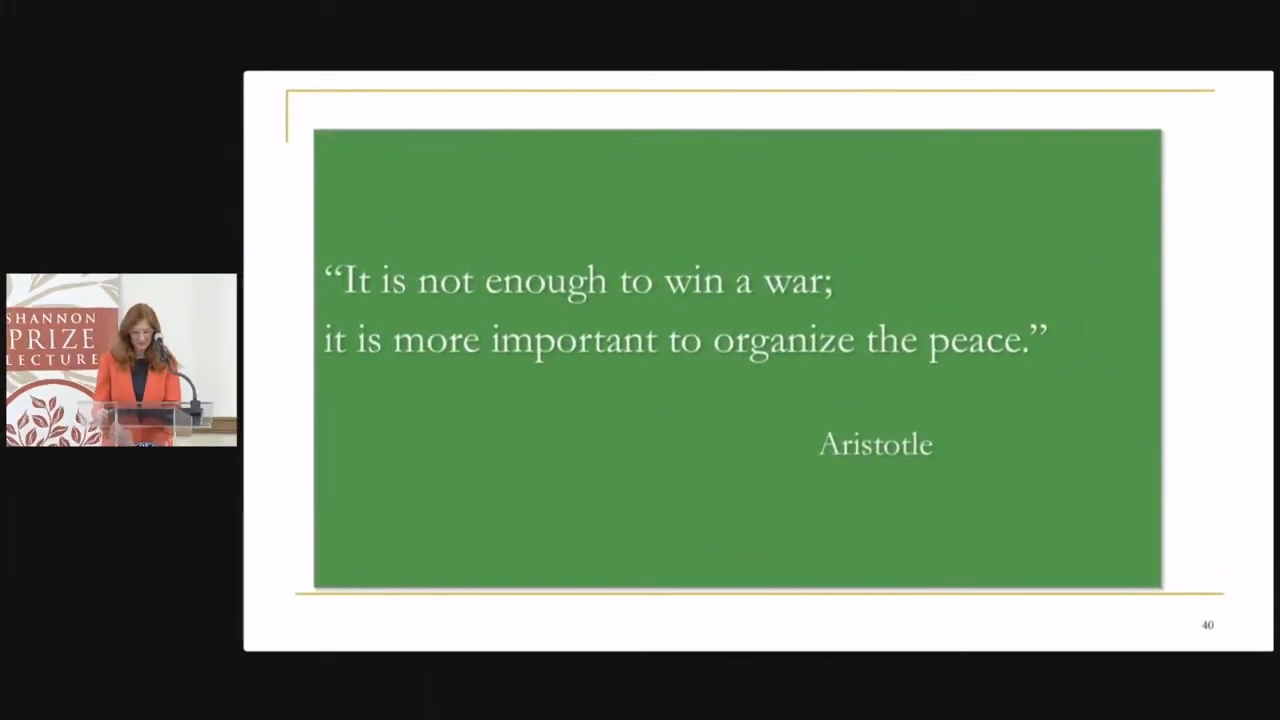 SHANNON
PRIZE
LECTURE
“It is not enough to win a war;
it is more important to organize the peace.”
Aristotle
40